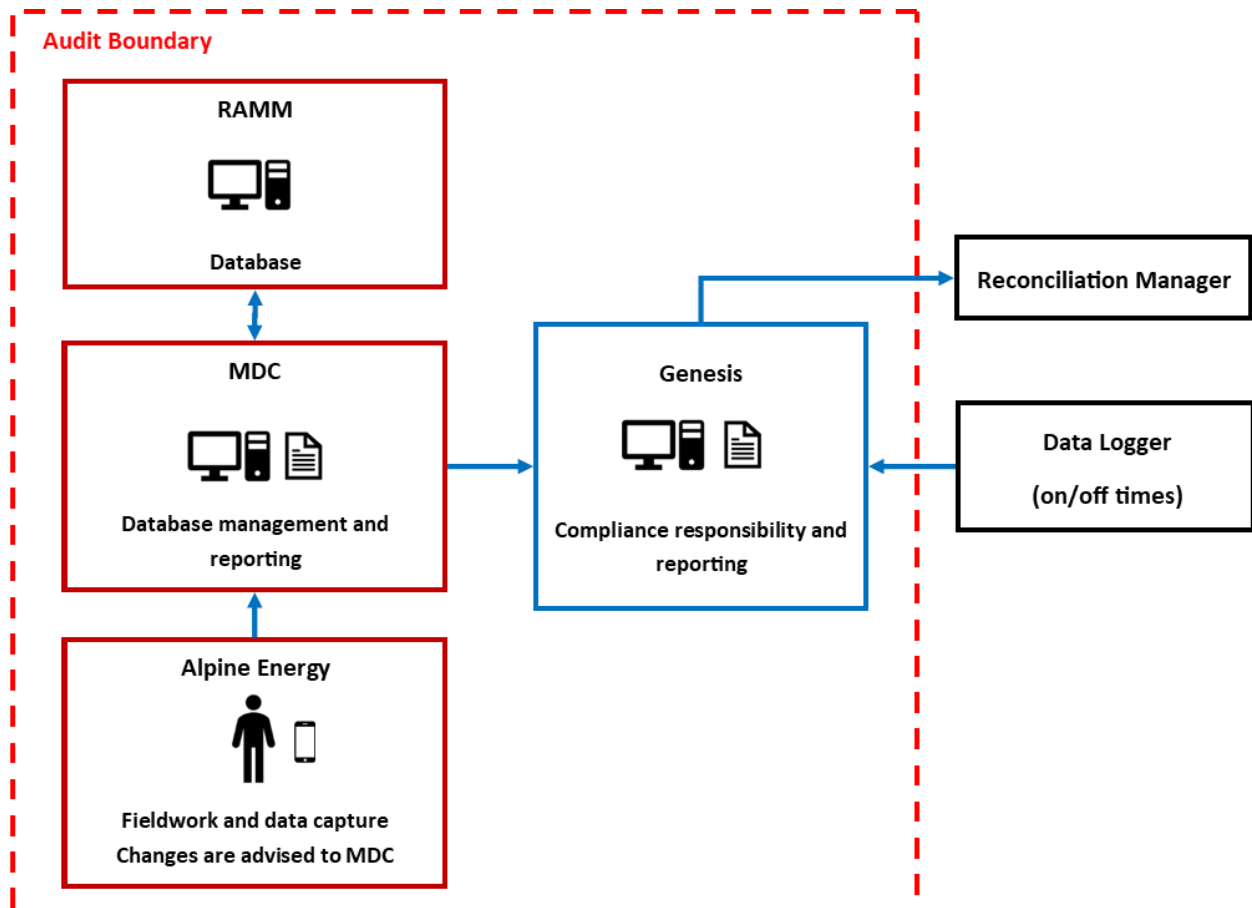 Audit Boundary
RAMM
Database
MDC
Database management and
reporting
Alpine Energy
Fieldwork and data capture
Changes are advised to MDC
Genesis
Compliance responsibility and
reporting
Reconciliation Manager
Data Logger
(on/off times)